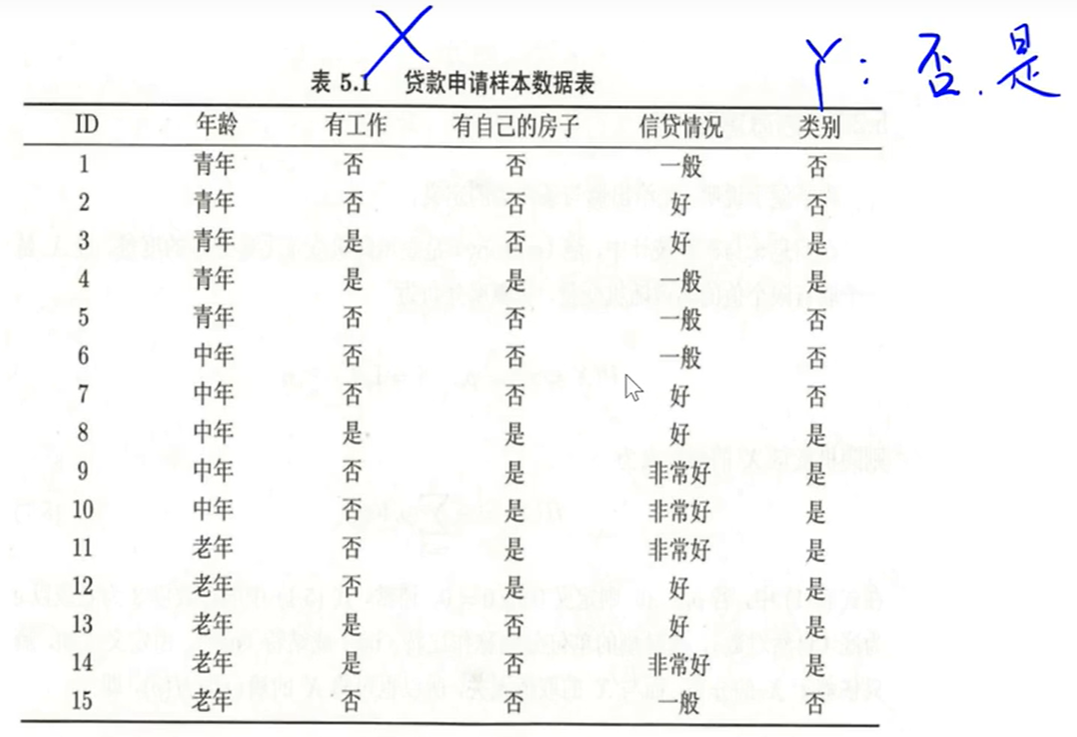 X
Y: 否.是
表 5.1 贷款申请样本数据表
ID 年龄 有工作 有自己的房子 信贷情况 类别
1 青年 否 否 一般 否
2 青年 否 否 好 否
3 青年 是 否 好 是
4 青年 是 是 一般 是
5 青年 否 否 一般 否
6 中年 否 否 一般 否
7 中年 否 否 好 否
8 中年 是 是 好 是
9 中年 否 是 非常好 是
10 中年 否 是 非常好 是
11 老年 否 是 非常好 是
12 老年 否 是 好 是
13 老年 是 否 好 是
14 老年 是 否 非常好 是
15 老年 否 否 一般 否